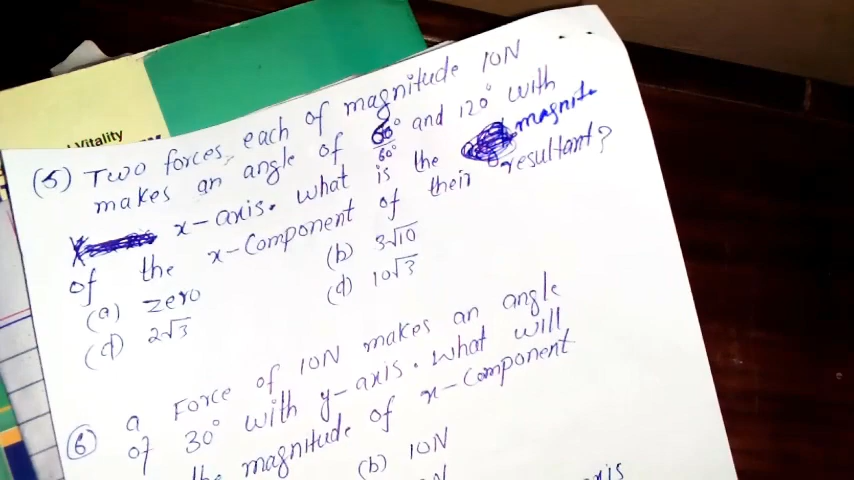 Vitality
(5) Two forces, each of magnitude 10N
makes an angle of 60° and 120° with
60°
x-axis. what is the magnit
of the x-component of their resultant?
(a) zero (b) 3√10
(c) 2√3 (d) 10√3
(6) a Force of 10N makes an angle
of 30° with y-axis. what will
the magnitude of x-component
(b) 10N
N
xis